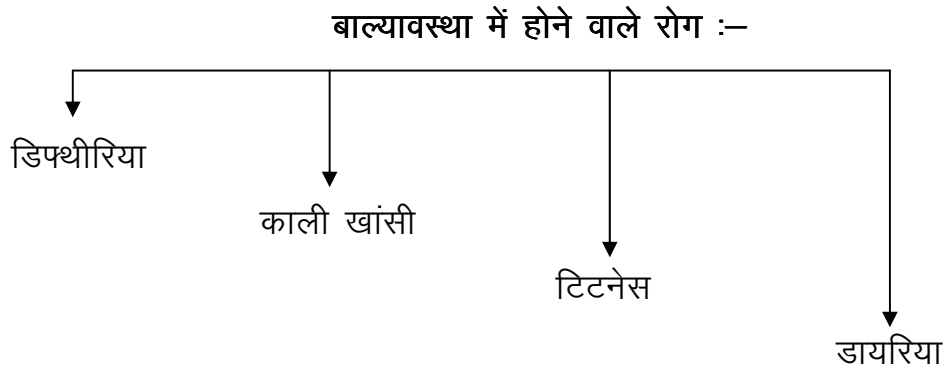 बाल्यावस्था में होने वाले रोग :–
डिफ्थीरिया
काली खांसी
टिटनेस
डायरिया